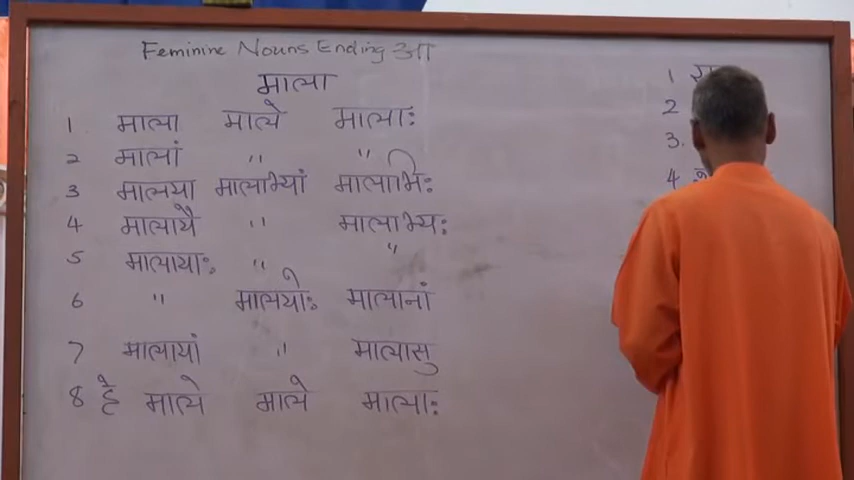 Feminine Nouns Ending आ
माला
1 माला माले मालाः
2 मालां " "
3 मालया मालाभ्यां मालाभिः
4 मालायै " मालाभ्यः
5 मालायाः " "
6 " मालयोः मालानां
7 मालायां " मालासु
8 हे माले माले मालाः
1
2
3.
4